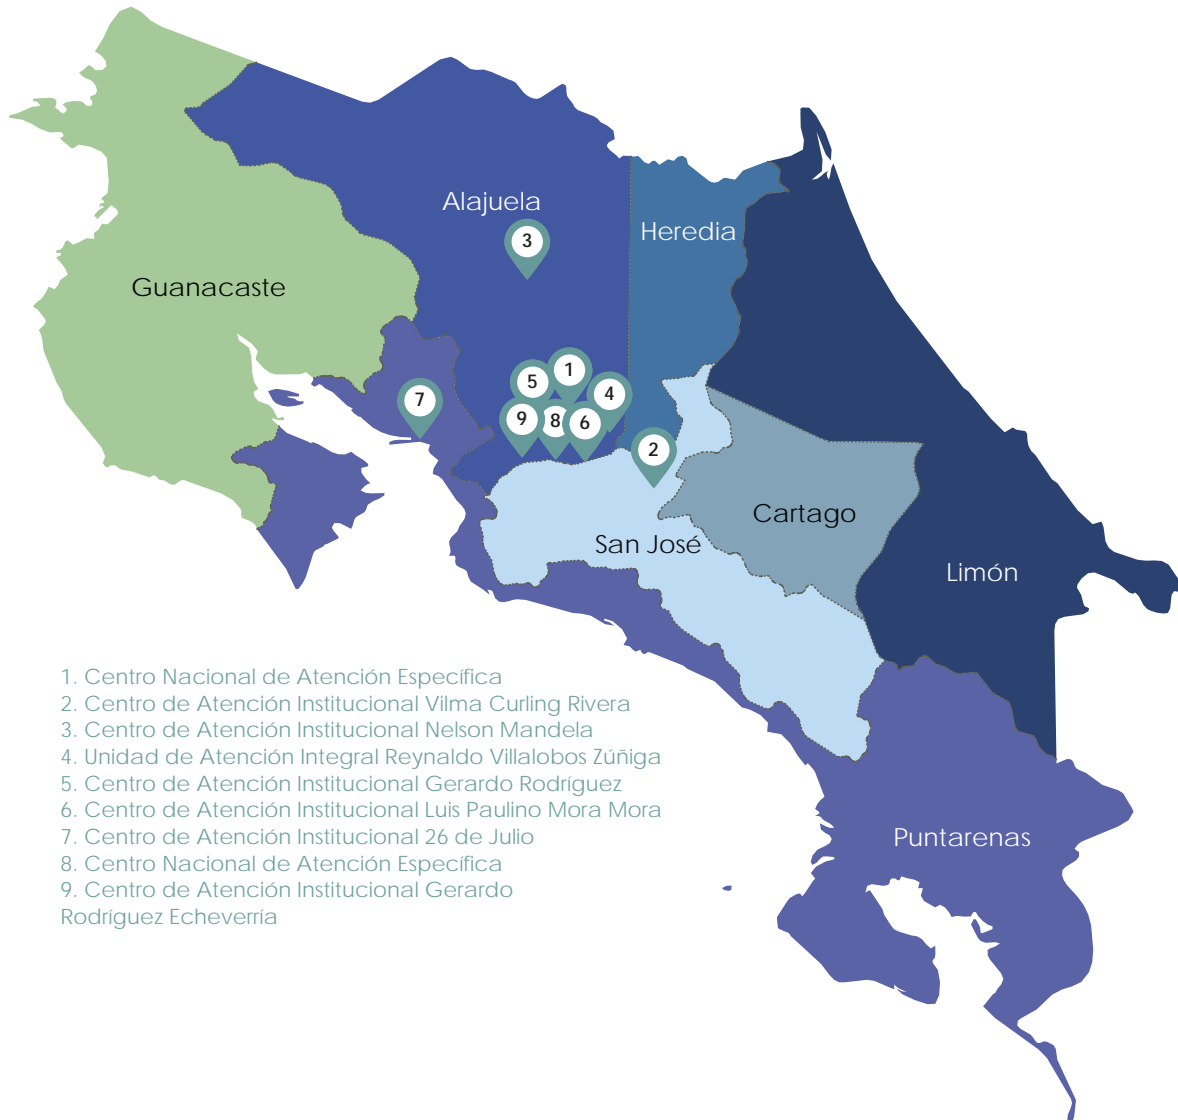 Alajuela
3
Heredia
Guanacaste
1
5
4
7
9
8
6
2
Cartago
San José
Limón
1. Centro Nacional de Atención Específica
2. Centro de Atención Institucional Vilma Curling Rivera
3. Centro de Atención Institucional Nelson Mandela
4. Unidad de Atención Integral Reynaldo Villalobos Zúñiga
5. Centro de Atención Institucional Gerardo Rodríguez
6. Centro de Atención Institucional Luis Paulino Mora Mora
7. Centro de Atención Institucional 26 de Julio
8. Centro Nacional de Atención Específica
9. Centro de Atención Institucional Gerardo
Rodríguez Echeverría
Puntarenas